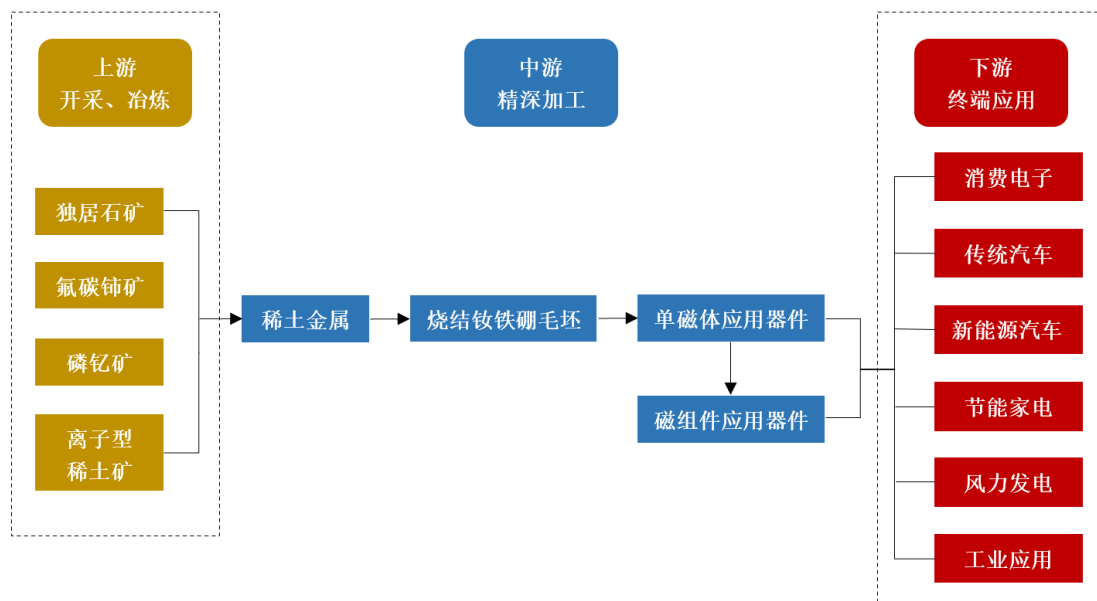 上游
开采、冶炼
中游
精深加工
下游
终端应用
独居石矿
氟碳铈矿
磷钇矿
离子型
稀土矿
稀土金属
烧结钕铁硼毛坯
单磁体应用器件
磁组件应用器件
消费电子
传统汽车
新能源汽车
节能家电
风力发电
工业应用